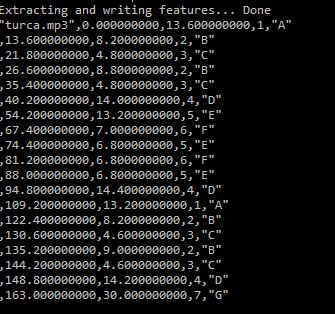 Extracting and writing features... Done
"turca.mp3",0.000000000,13.600000000,1,"A"
,13.600000000,8.200000000,2,"B"
,21.800000000,4.800000000,3,"C"
,26.600000000,8.800000000,2,"B"
,35.400000000,4.800000000,3,"C"
,40.200000000,14.000000000,4,"D"
,54.200000000,13.200000000,5,"E"
,67.400000000,7.000000000,6,"F"
,74.400000000,6.800000000,5,"E"
,81.200000000,6.800000000,6,"F"
,88.000000000,6.800000000,5,"E"
,94.800000000,14.400000000,4,"D"
,109.200000000,13.200000000,1,"A"
,122.400000000,8.200000000,2,"B"
,130.600000000,4.600000000,3,"C"
,135.200000000,9.000000000,2,"B"
,144.200000000,4.600000000,3,"C"
,148.800000000,14.200000000,4,"D"
,163.000000000,30.000000000,7,"G"